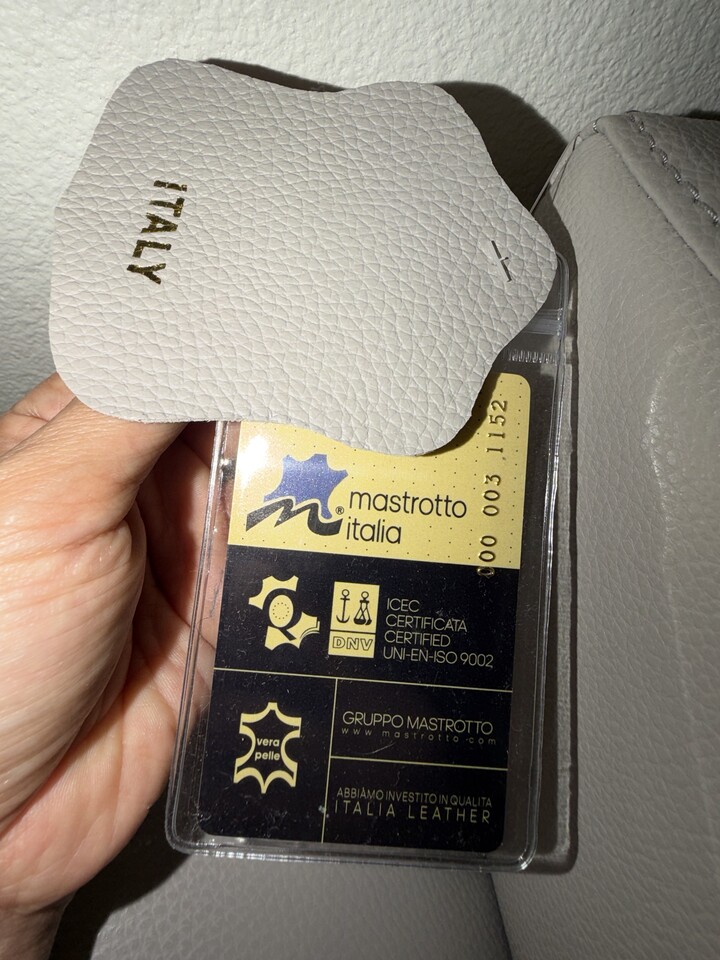 ITALY
000 003 1152
mastrotto
italia
®
ICEC
CERTIFICATA
CERTIFIED
UNI-EN-ISO 9002
DNV
vera
pelle
GRUPPO MASTROTTO
www mastrotto com
ABBIAMO INVESTITO IN QUALITA
ITALIA LEATHER